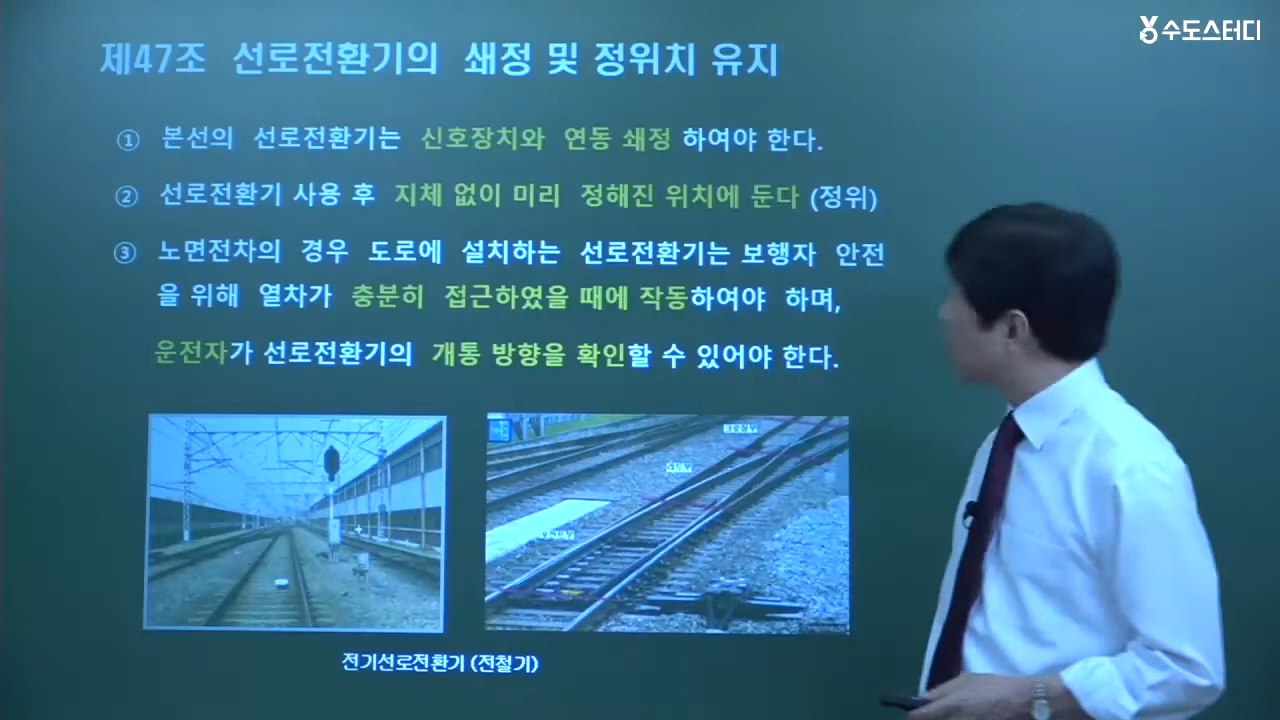 수도스터디
제47조 선로전환기의 쇄정 및 정위치 유지
① 본선의 선로전환기는 신호장치와 연동 쇄정 하여야 한다.
② 선로전환기 사용 후 지체 없이 미리 정해진 위치에 둔다 (정위)
③ 노면전차의 경우 도로에 설치하는 선로전환기는 보행자 안전
을 위해 열차가 충분히 접근하였을 때에 작동하여야 하며,
운전자가 선로전환기의 개통 방향을 확인할 수 있어야 한다.
전기선로전환기 (전철기)